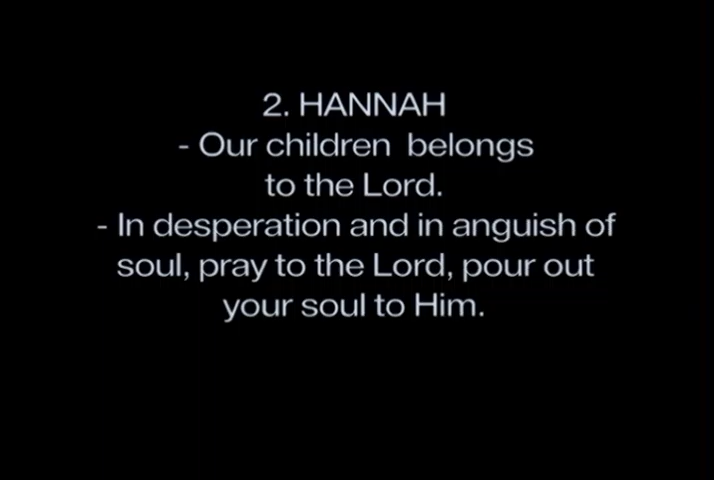 2. HANNAH
- Our children  belongs
to the Lord.
- In desperation and in anguish of
soul, pray to the Lord, pour out
your soul to Him.